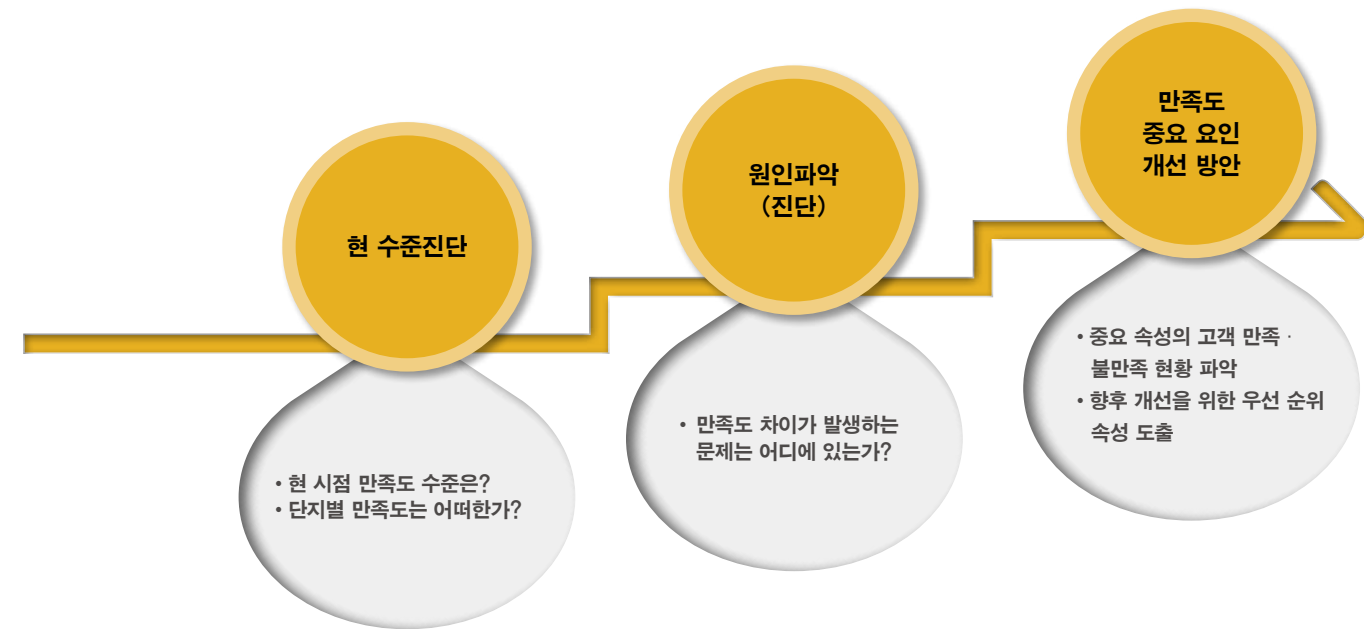 현 수준진단
• 현 시점 만족도 수준은?
• 단지별 만족도는 어떠한가?
원인파악
(진단)
• 만족도 차이가 발생하는
문제는 어디에 있는가?
만족도
중요 요인
개선 방안
• 중요 속성의 고객 만족 ·
불만족 현황 파악
• 향후 개선을 위한 우선 순위
속성 도출